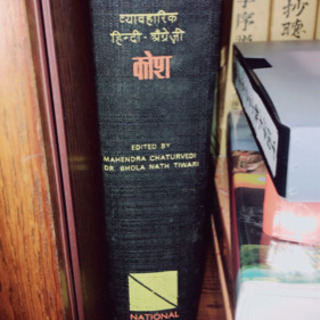 व्यावहारिक
हिन्दी-अँग्रेज़ी
कोश
EDITED BY
MAHENDRA CHATURVEDI
DR. BHOLA NATH TIWARI
NATIONAL